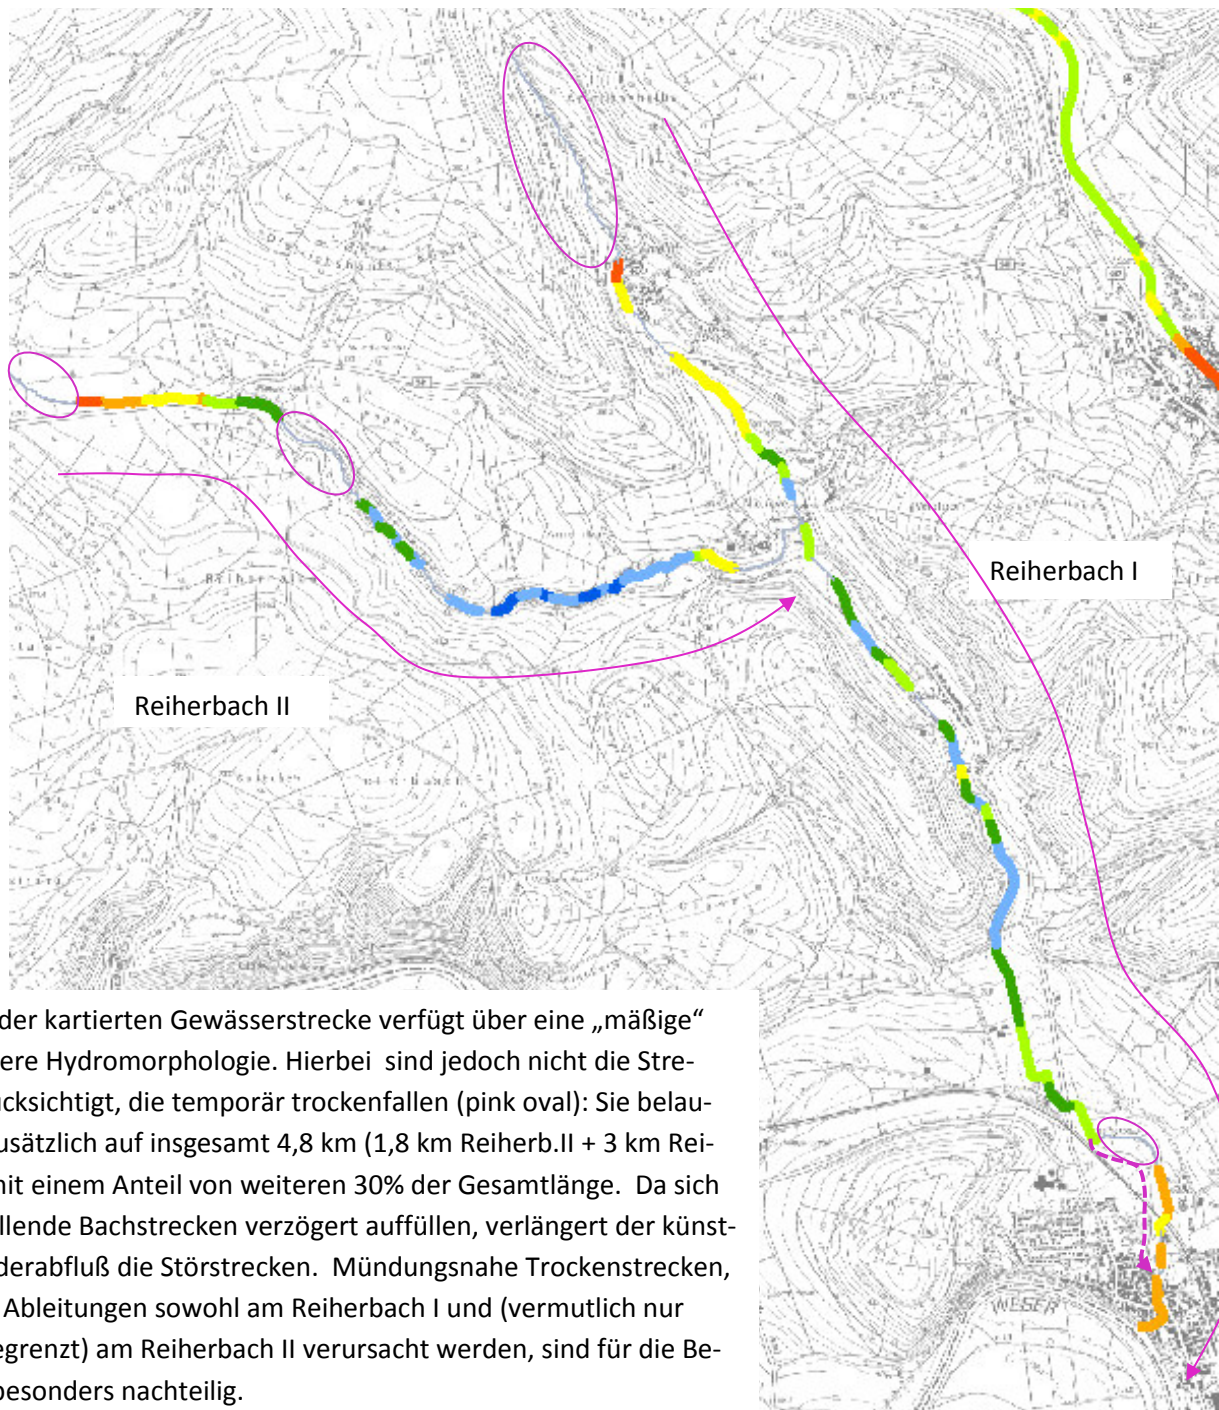 Reiherbach I
Reiherbach II
WESER
der kartierten Gewässerstrecke verfügt über eine „mäßige“
ere Hydromorphologie. Hierbei sind jedoch nicht die Stre-
cksichtigt, die temporär trockenfallen (pink oval): Sie belau-
usätzlich auf insgesamt 4,8 km (1,8 km Reiherb.II + 3 km Rei-
nit einem Anteil von weiteren 30% der Gesamtlänge. Da sich
llende Bachstrecken verzögert auffüllen, verlängert der künst-
derabfluß die Störstrecken. Mündungsnahe Trockenstrecken,
Ableitungen sowohl am Reiherbach I und (vermutlich nur
egrenzt) am Reiherbach II verursacht werden, sind für die Be-
besonders nachteilig.